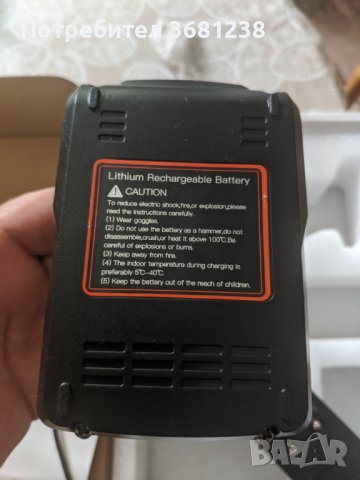 Потребител 3681238
Lithium Rechargeable Battery
CAUTION
To reduce electric shock,fire,or explosion,please
read the instructions carefully.
(1) Wear goggles.
(2) Do not use the battery as a hammer,do not
disassemble,crush,or heat it above 100℃.Be
careful of explosions or burns.
(3) Keep away from fire.
(4) The indoor temperature during charging is
preferably 5℃-40℃.
(5) Keep the battery out of the reach of children.
BAZAR